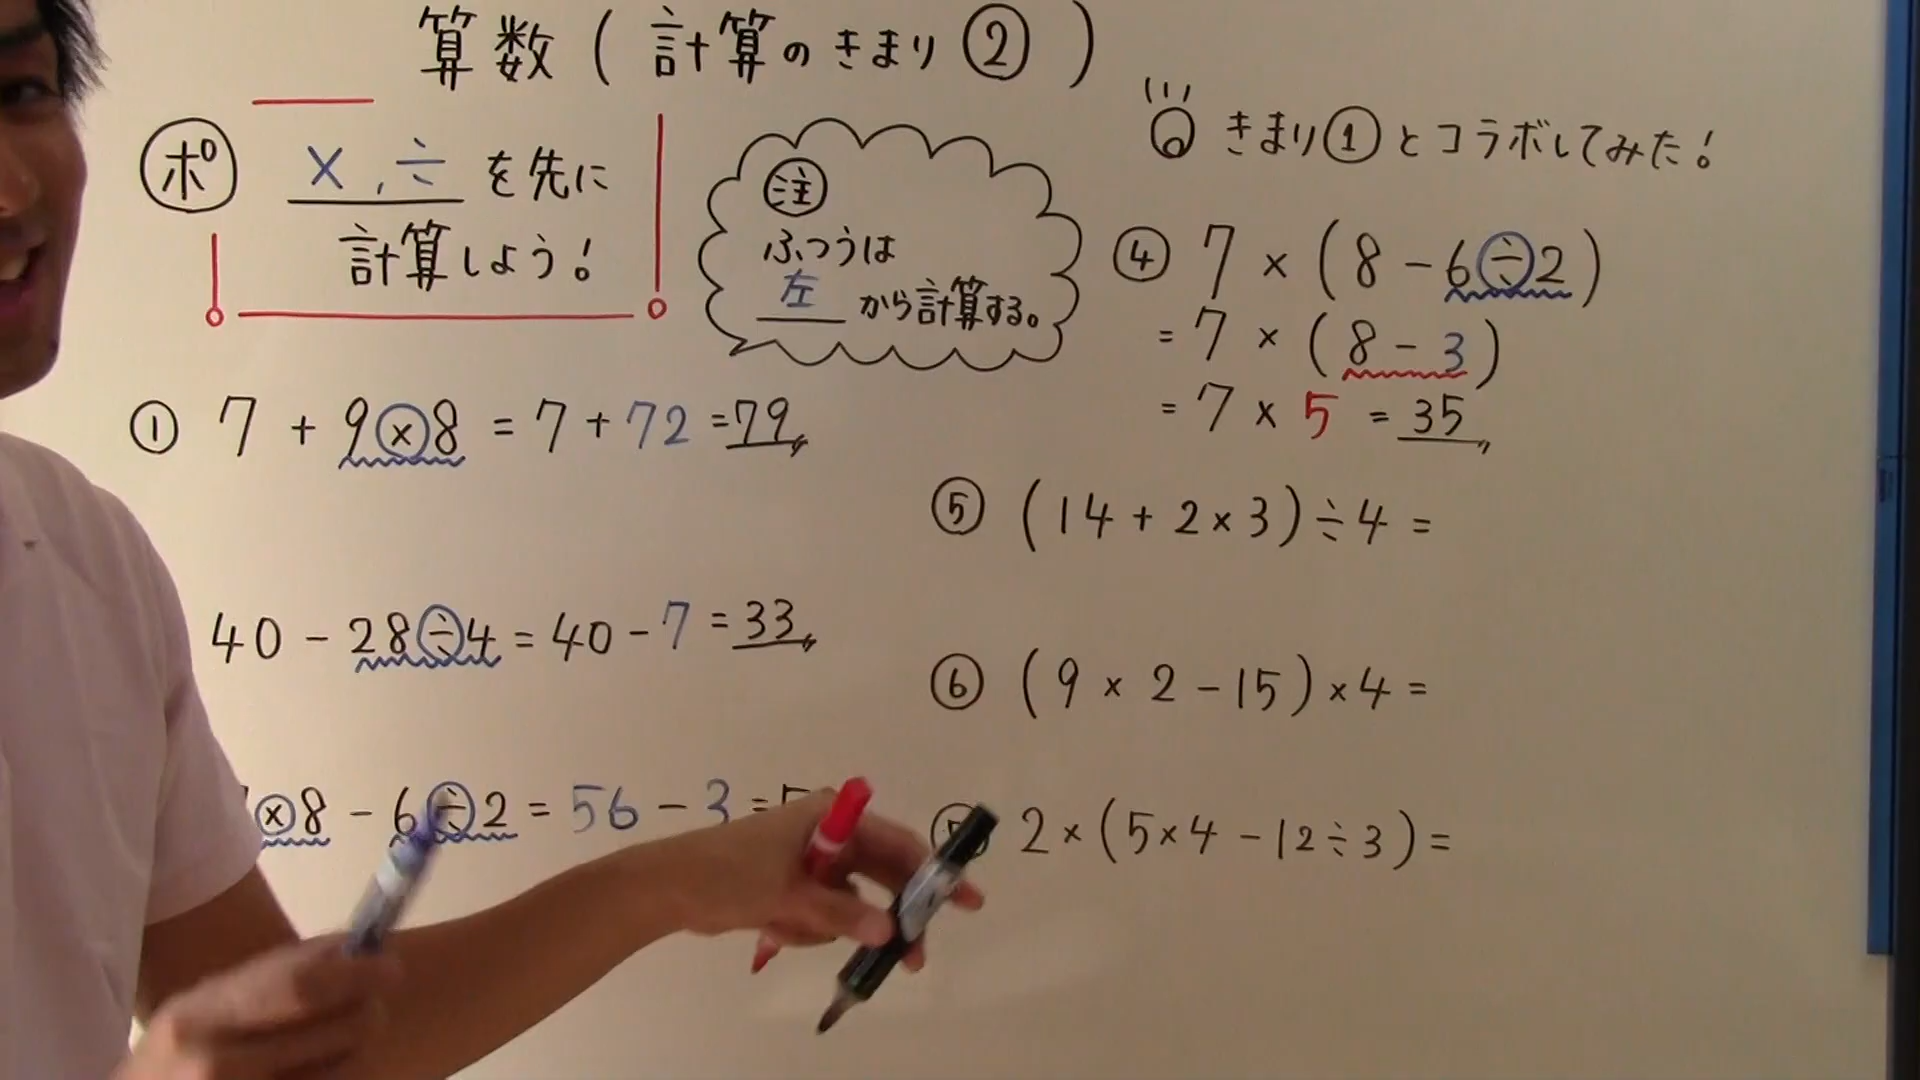 算数(計算のきまり②)
ポ ×,÷を先に
計算しよう!
注
ふつうは
左から計算する。
① 7 + 9×8 = 7 + 72 = 79
40 - 28÷4 = 40 - 7 = 33
×8 - 6÷2 = 56 - 3 =
きまり①とコラボしてみた!
④ 7 × (8 - 6÷2)
= 7 × (8 - 3)
= 7 × 5 = 35
⑤ (14 + 2×3)÷4 =
⑥ (9 × 2 - 15)×4 =
2×(5×4 - 12÷3)=